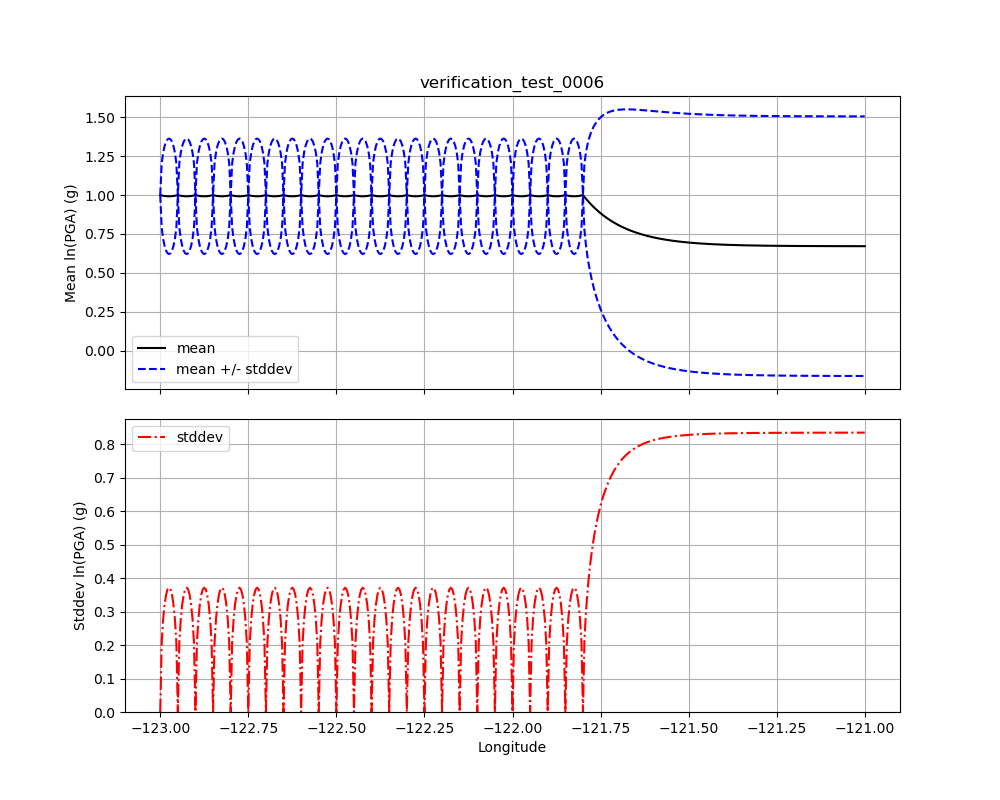 verification_test_0006
Mean ln(PGA) (g)
1.50
1.25
1.00
0.75
0.50
0.25
0.00
mean
mean +/- stddev
Stddev ln(PGA) (g)
0.8
0.7
0.6
0.5
0.4
0.3
0.2
0.1
0.0
stddev
−123.00 −122.75 −122.50 −122.25 −122.00 −121.75 −121.50 −121.25 −121.00
Longitude